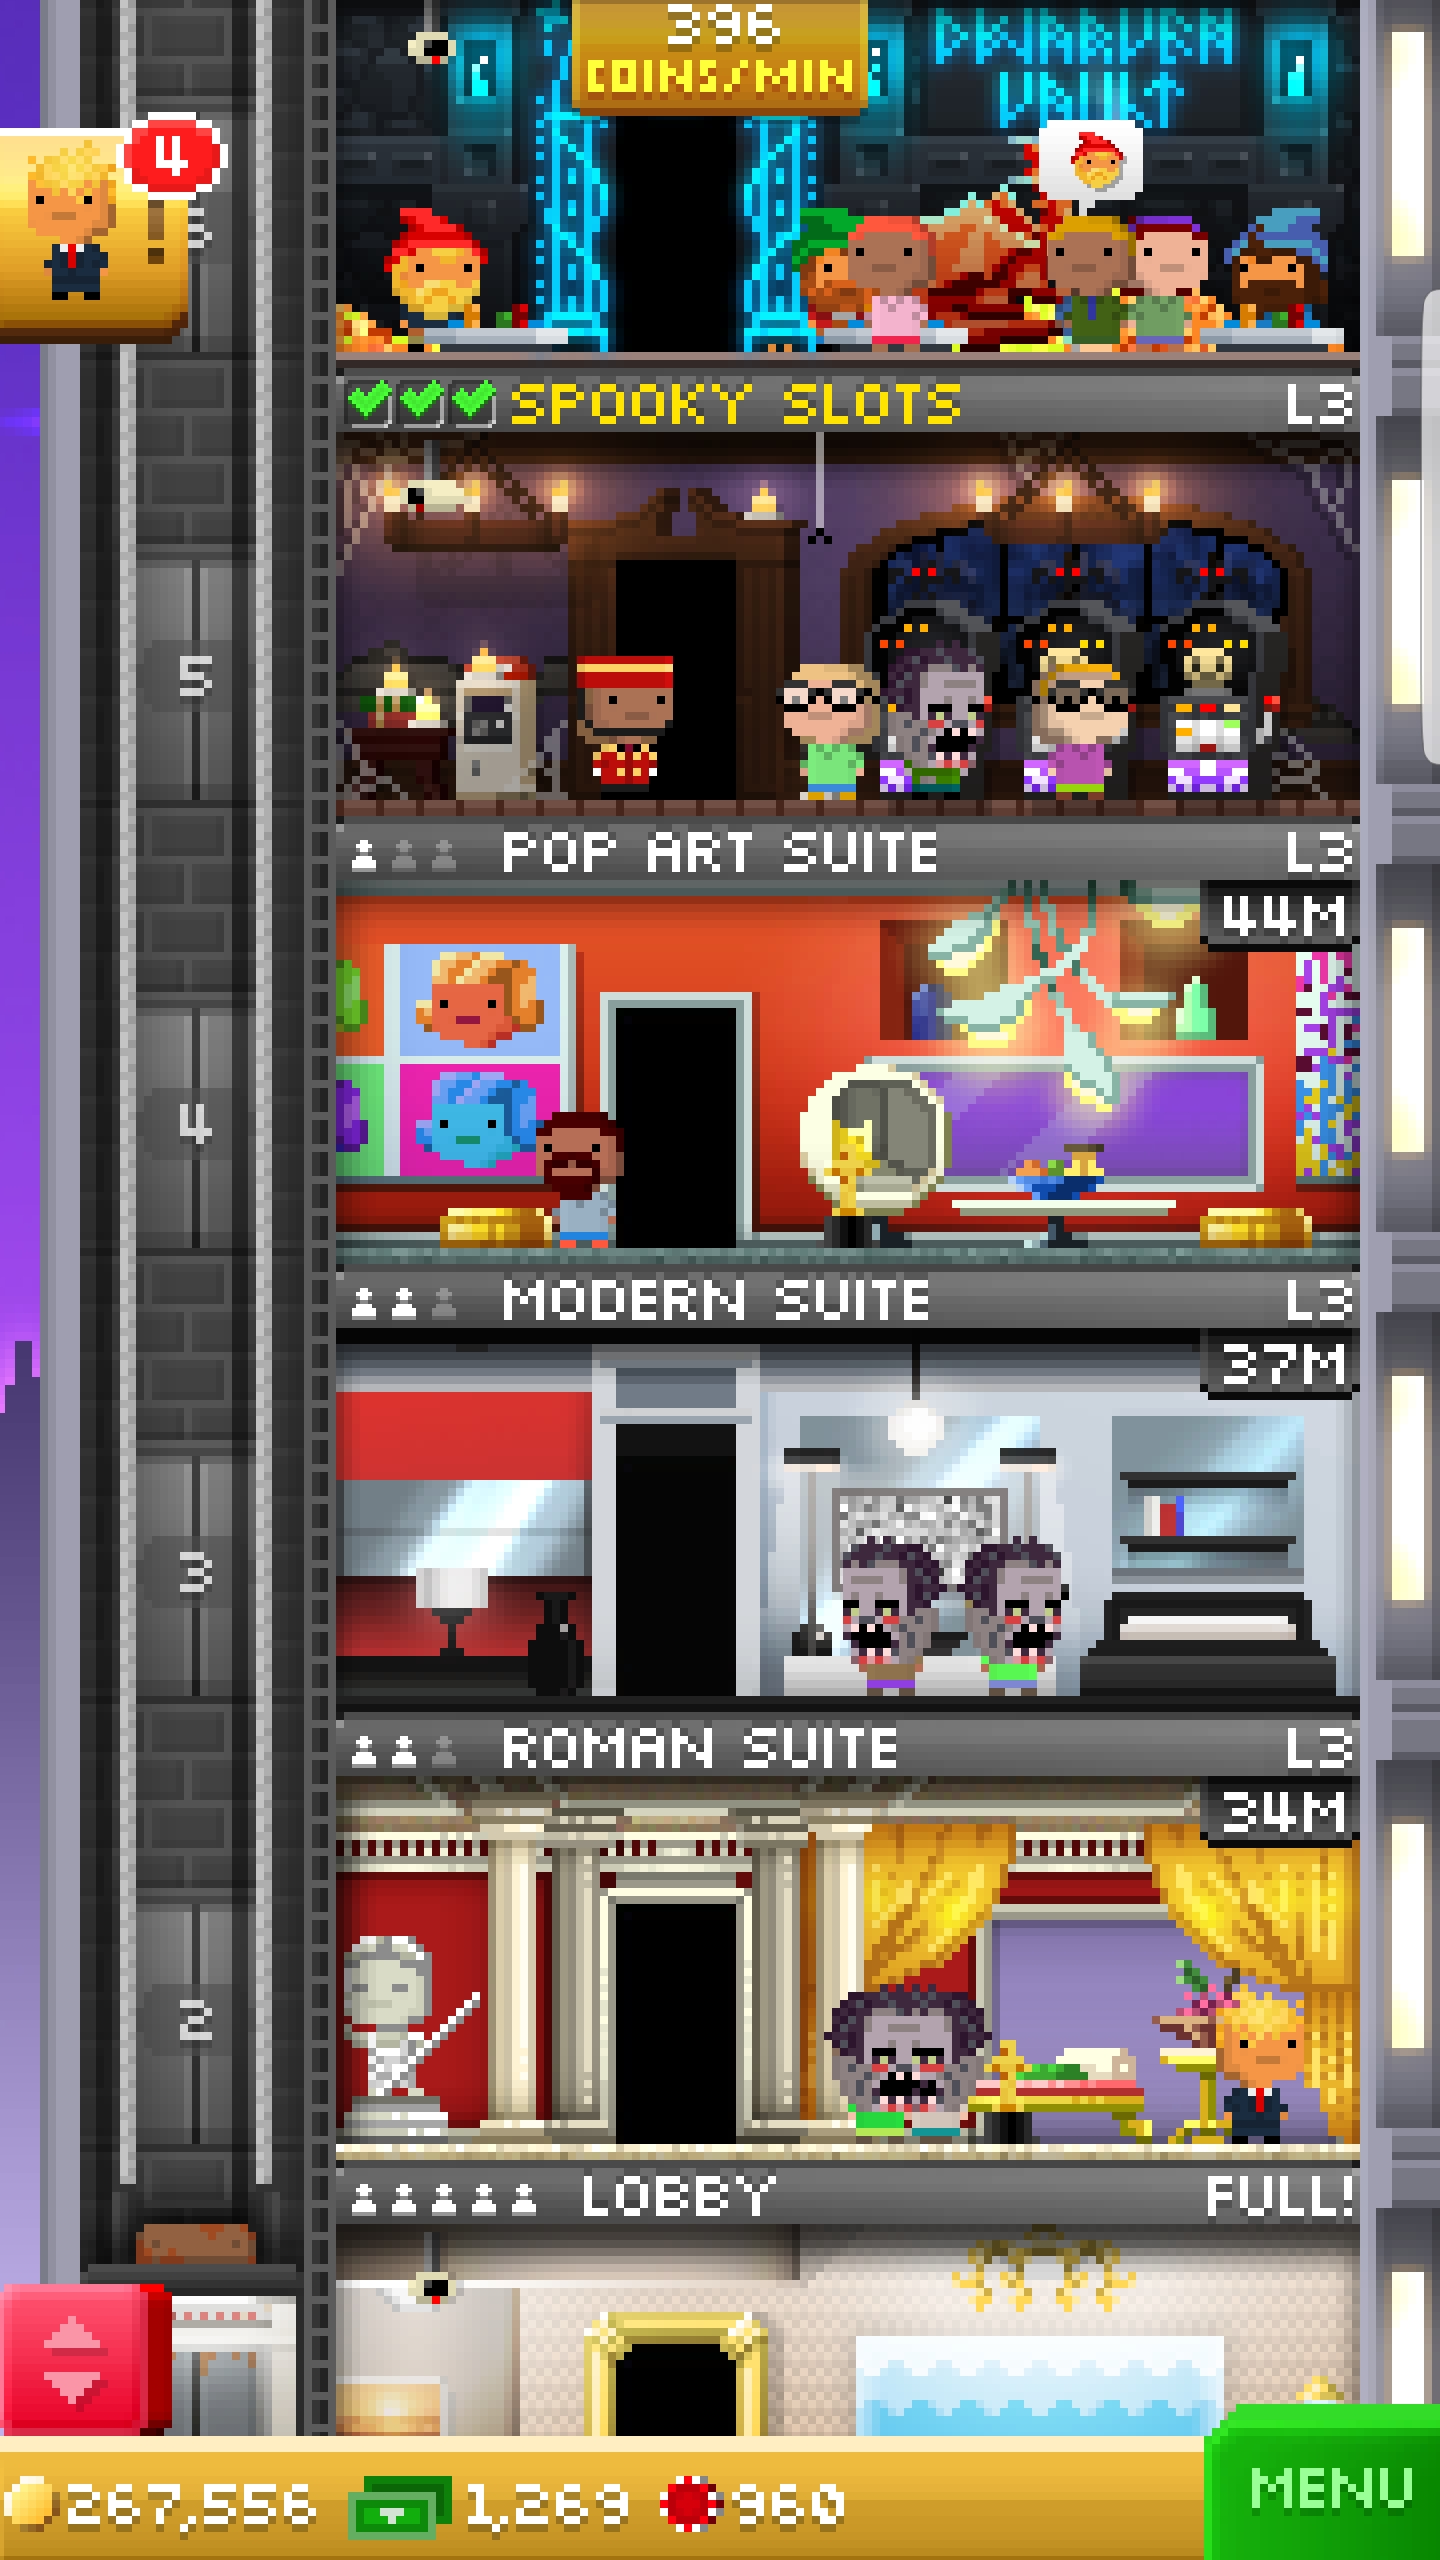 396
COINS/MIN
DWARVEN
VAULT
4
!
SPOOKY SLOTS L3
5
POP ART SUITE L3
44M
4
MODERN SUITE L3
37M
3
ROMAN SUITE L3
34M
2
LOBBY FULL!
267,556 1,269 960
MENU